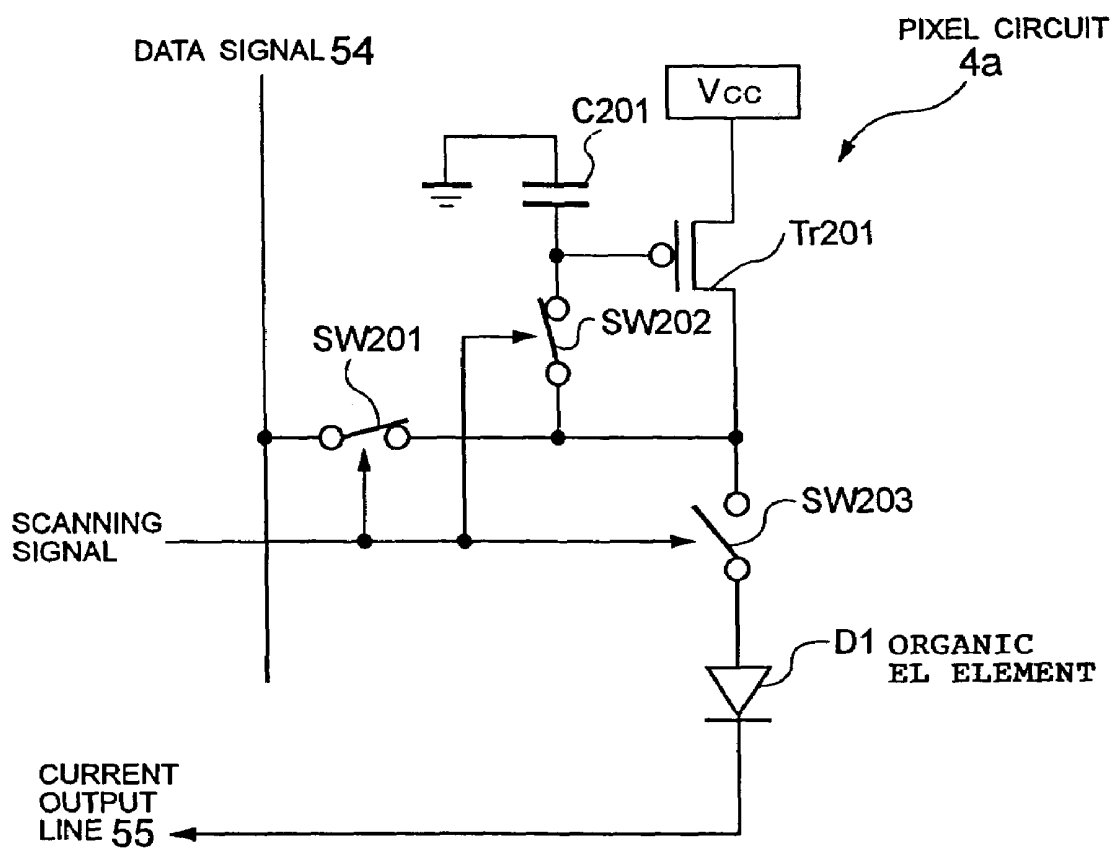 PIXEL CIRCUIT
4a
DATA SIGNAL 54
Vcc
C201
Tr201
SW202
SW201
SW203
SCANNING
SIGNAL
D1 ORGANIC
EL ELEMENT
CURRENT
OUTPUT
LINE 55